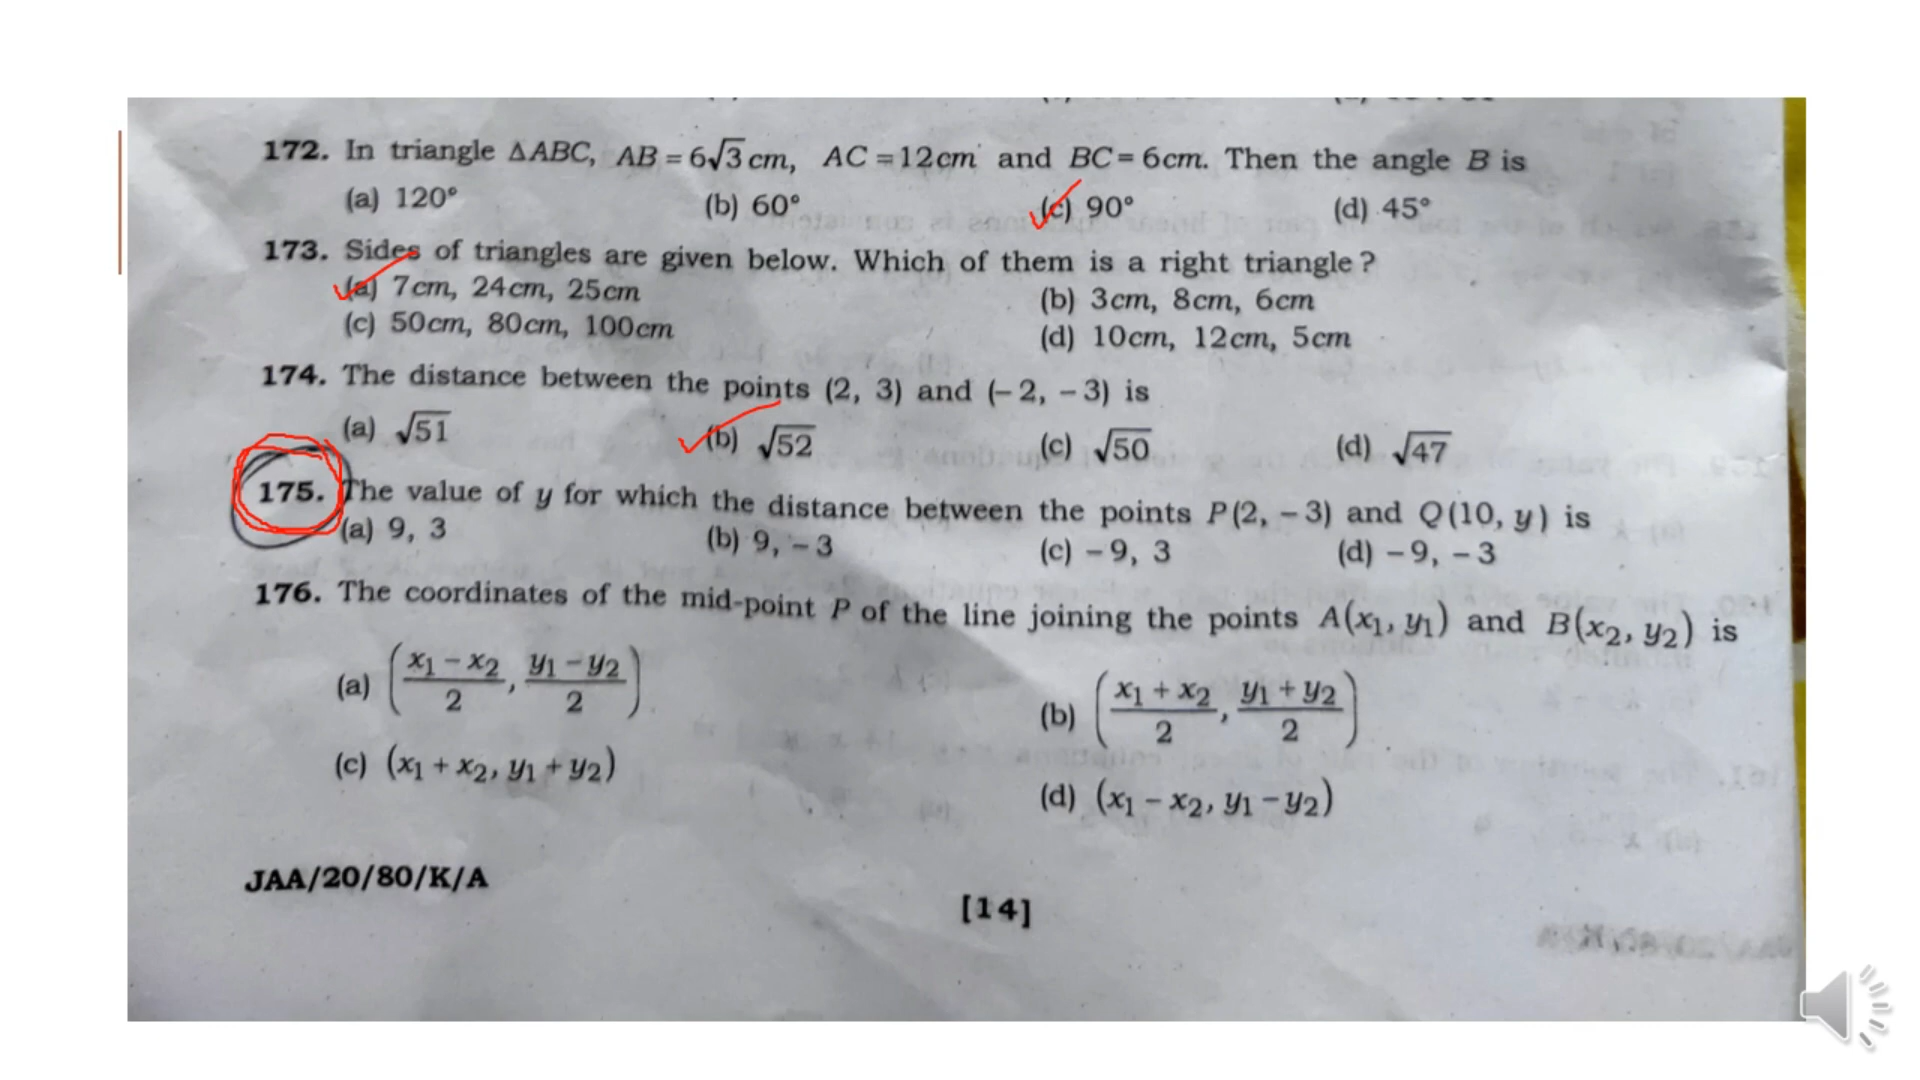 172. In triangle ΔABC, AB = 6√3 cm, AC = 12 cm and BC = 6 cm. Then the angle B is
(a) 120° (b) 60° (c) 90° (d) 45°
173. Sides of triangles are given below. Which of them is a right triangle?
(a) 7cm, 24cm, 25cm (b) 3cm, 8cm, 6cm
(c) 50cm, 80cm, 100cm (d) 10cm, 12cm, 5cm
174. The distance between the points (2, 3) and (– 2, – 3) is
(a) √51 (b) √52 (c) √50 (d) √47
175. The value of y for which the distance between the points P(2, – 3) and Q(10, y) is
(a) 9, 3 (b) 9, – 3 (c) – 9, 3 (d) – 9, – 3
176. The coordinates of the mid-point P of the line joining the points A(x₁, y₁) and B(x₂, y₂) is
(a) ((x₁ – x₂)/2, (y₁ – y₂)/2) (b) ((x₁ + x₂)/2, (y₁ + y₂)/2)
(c) (x₁ + x₂, y₁ + y₂) (d) (x₁ – x₂, y₁ – y₂)
JAA/20/80/K/A
[14]